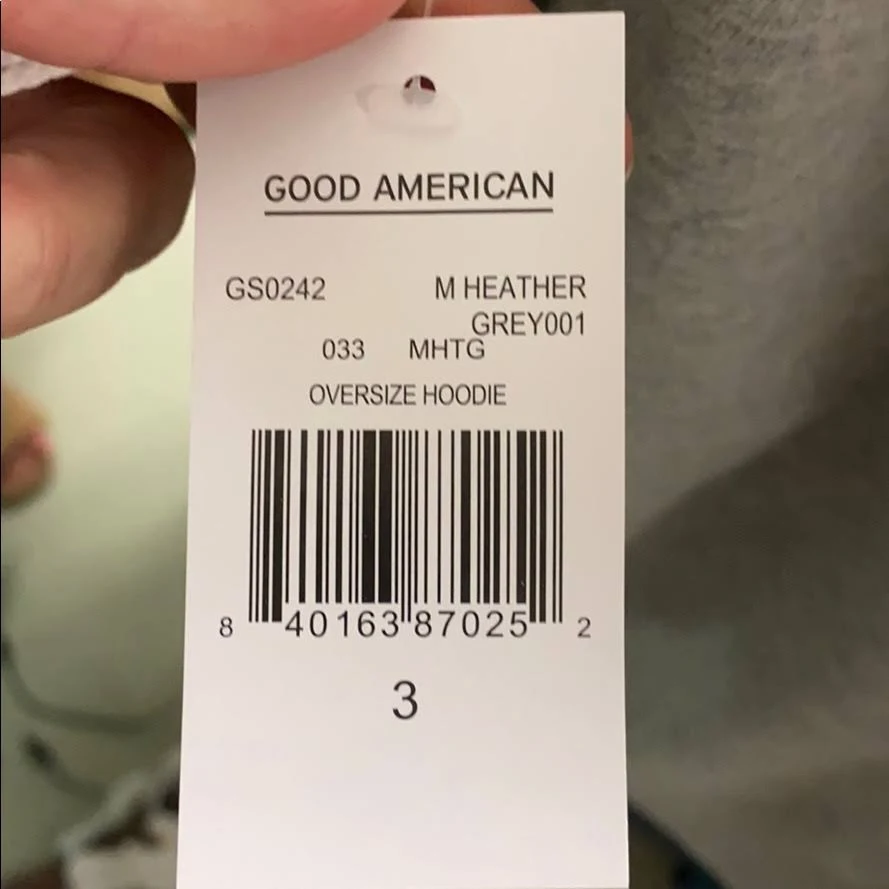 GOOD AMERICAN
GS0242 M HEATHER
GREY001
033 MHTG
OVERSIZE HOODIE
8 40163 87025 2
3